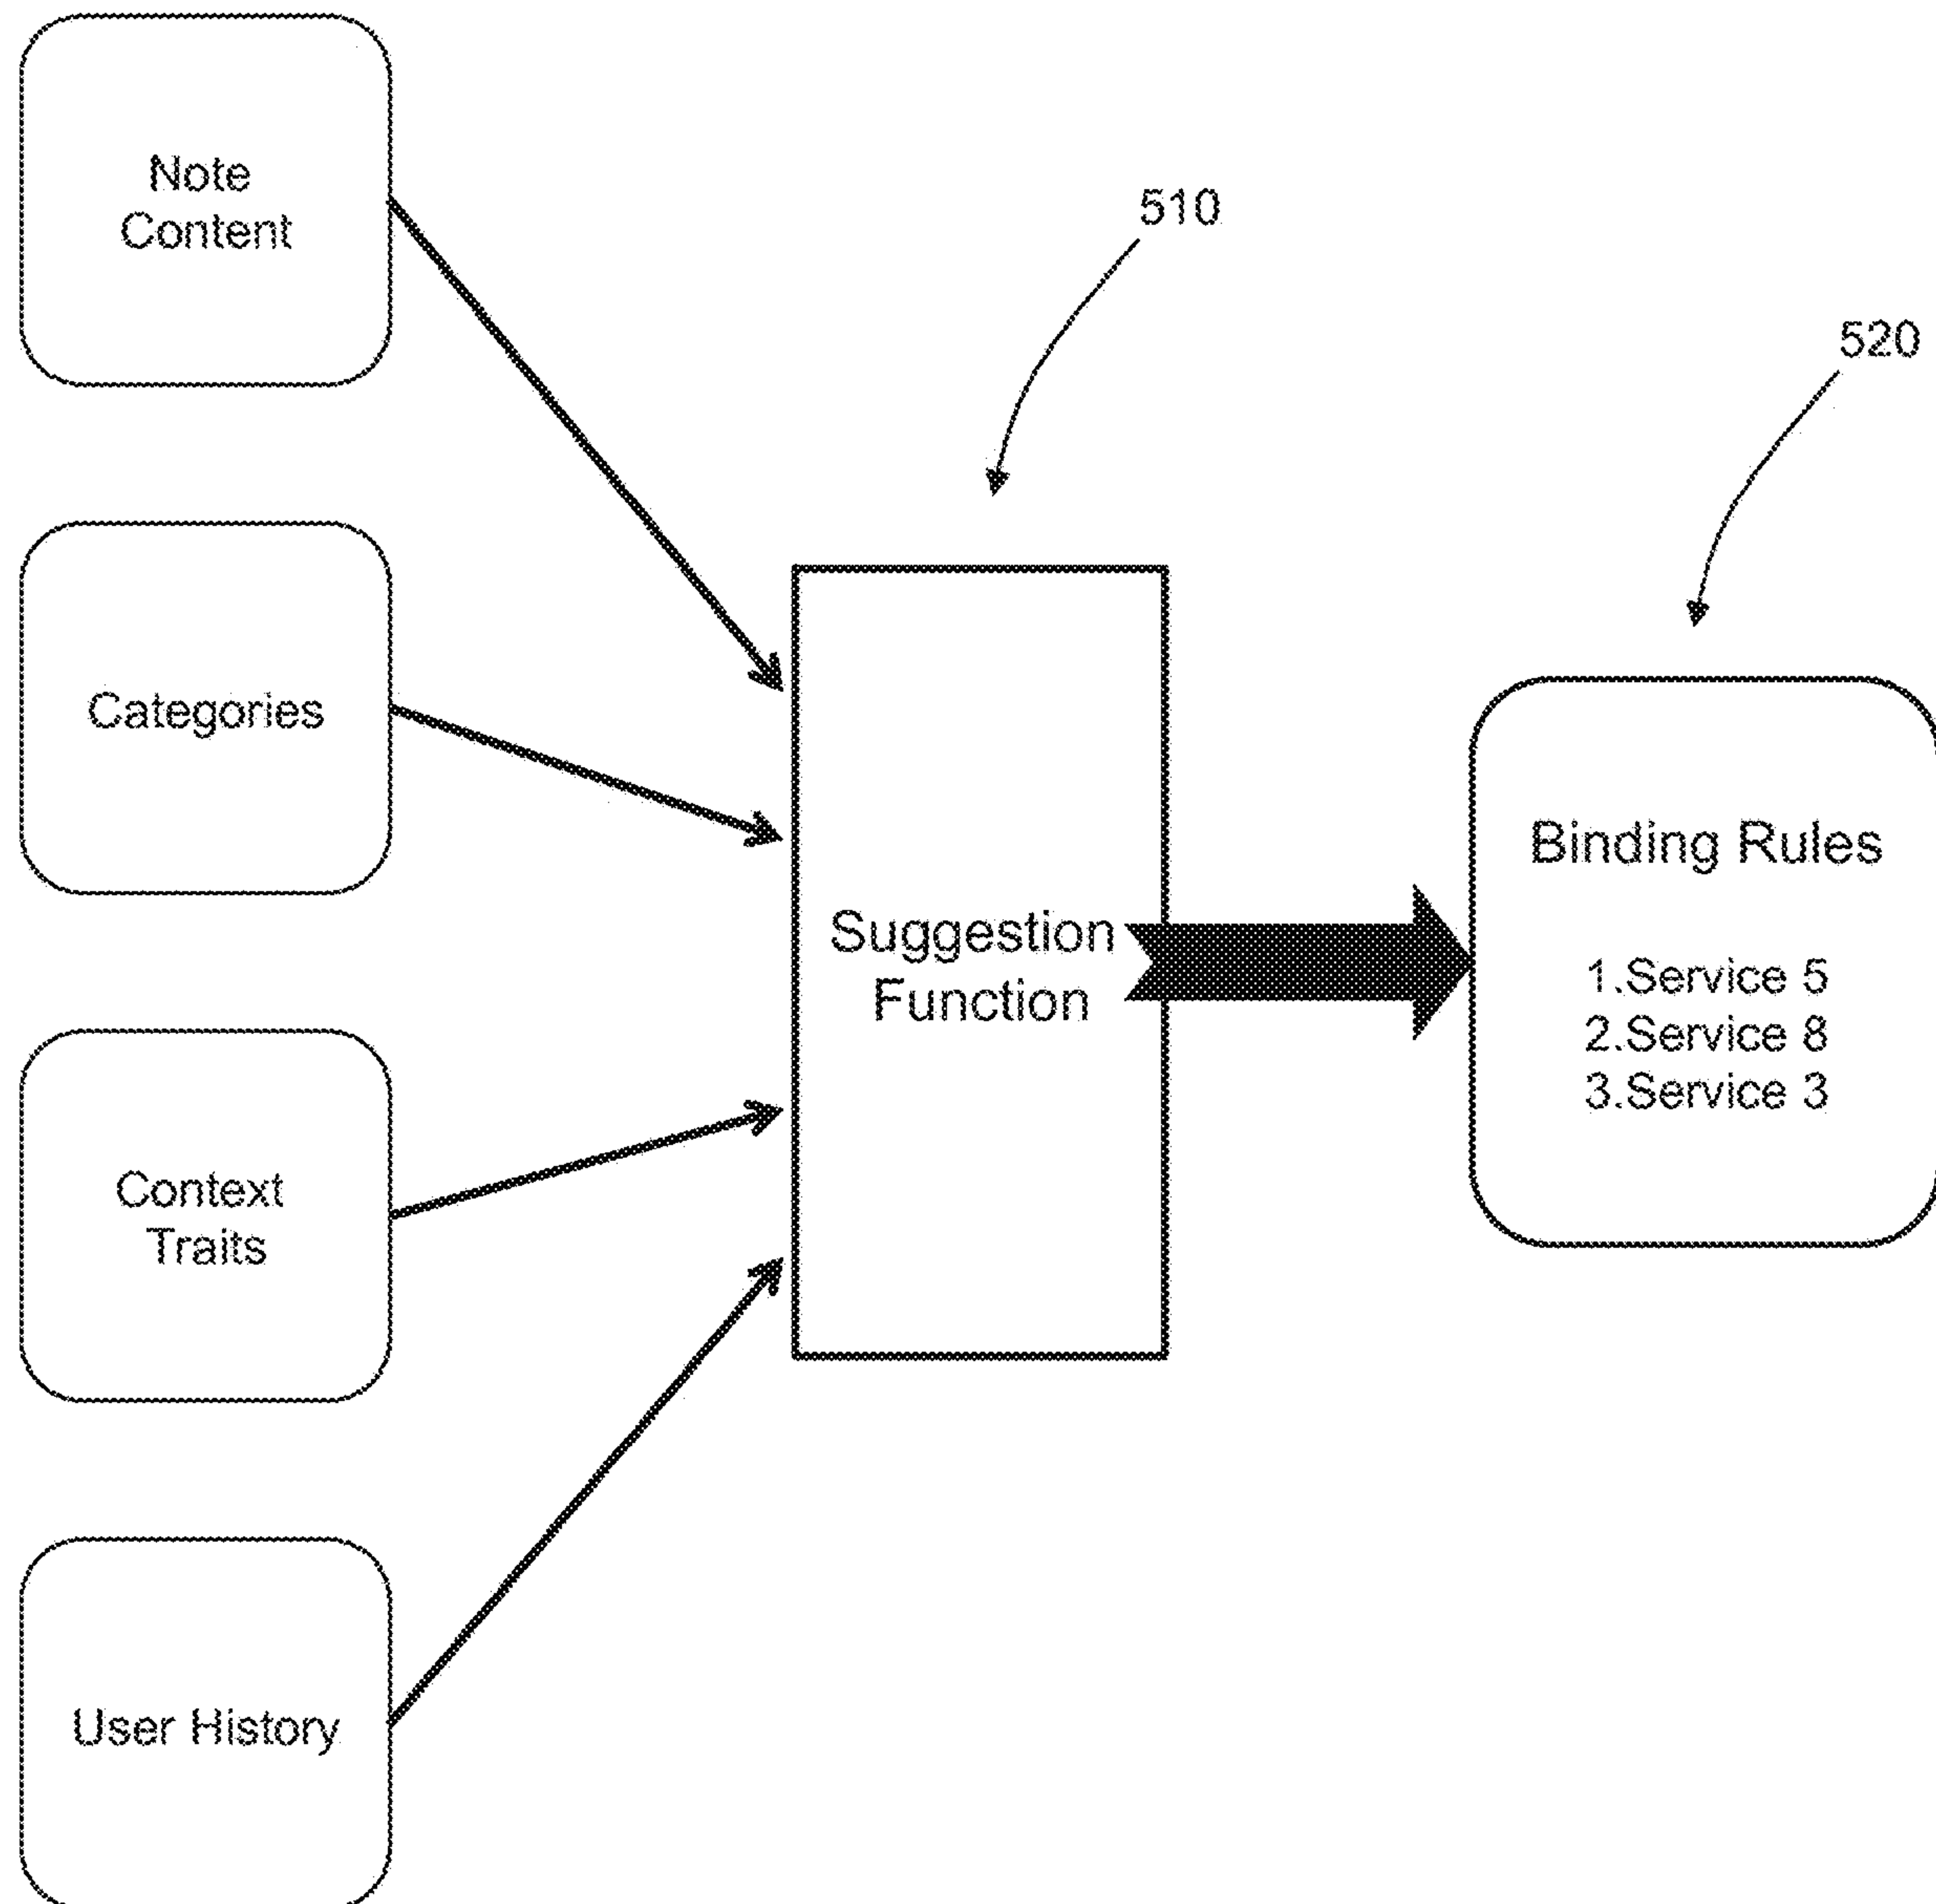 Note
Content
510
520
Categories
Suggestion
Function
Binding Rules
1.Service 5
2.Service 8
3.Service 3
Context
Traits
User History